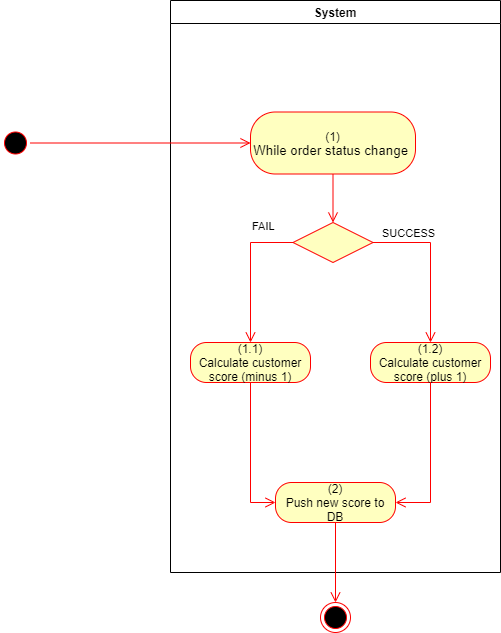 System
(1)
While order status change
FAIL
SUCCESS
(1.1)
Calculate customer
score (minus 1)
(1.2)
Calculate customer
score (plus 1)
(2)
Push new score to
DB